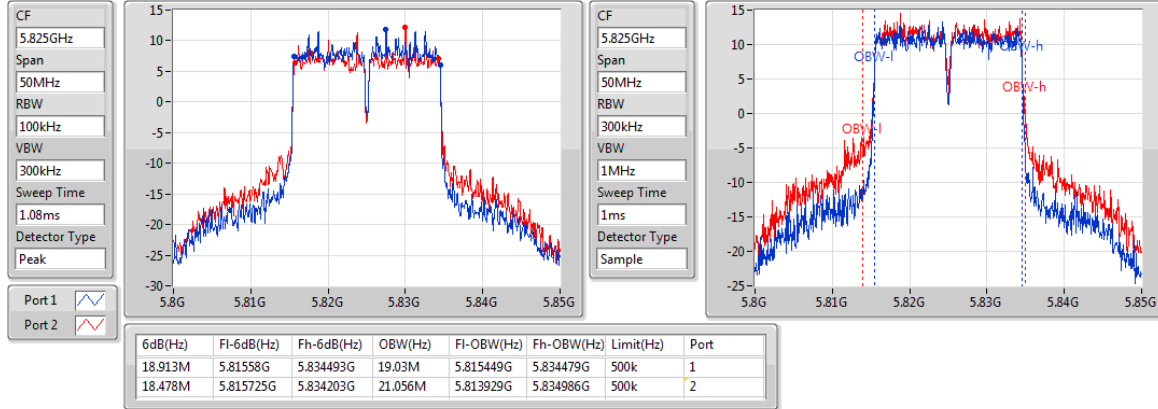 CF
5.825GHz
Span
50MHz
RBW
100kHz
VBW
300kHz
Sweep Time
1.08ms
Detector Type
Peak
Port 1
Port 2
15
10
5
0
-5
-10
-15
-20
-25
-30
5.8G 5.81G 5.82G 5.83G 5.84G 5.85G
CF
5.825GHz
Span
50MHz
RBW
300kHz
VBW
1MHz
Sweep Time
1ms
Detector Type
Sample
15
10
5
0
-5
-10
-15
-20
-25
OBW-l
OBW-h
OBW-h
OBW-l
5.8G 5.81G 5.82G 5.83G 5.84G 5.85G
6dB(Hz) Fl-6dB(Hz) Fh-6dB(Hz) OBW(Hz) Fl-OBW(Hz) Fh-OBW(Hz) Limit(Hz) Port
18.913M 5.81558G 5.834493G 19.03M 5.815449G 5.834479G 500k 1
18.478M 5.815725G 5.834203G 21.056M 5.813929G 5.834986G 500k 2